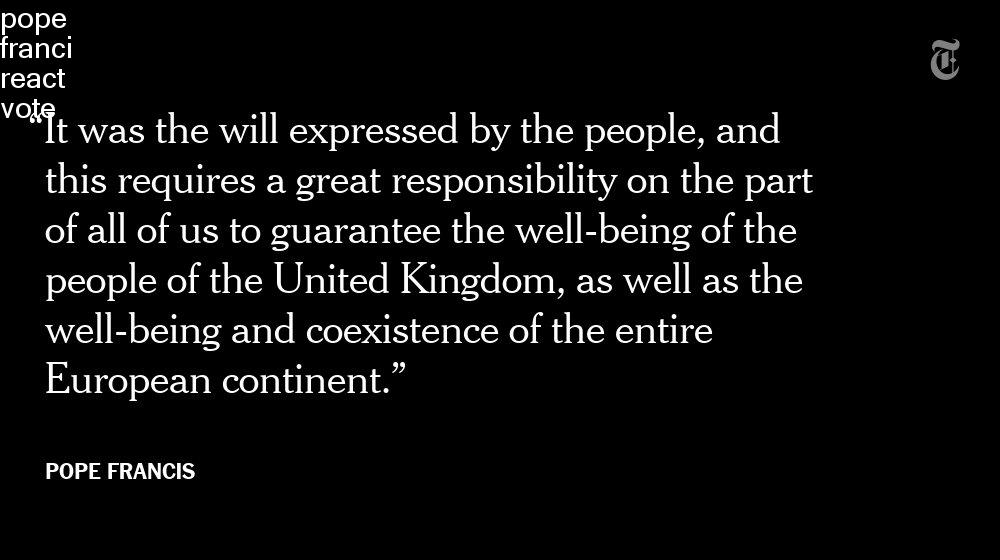 pope
franci
react
vote
“It was the will expressed by the people, and
this requires a great responsibility on the part
of all of us to guarantee the well-being of the
people of the United Kingdom, as well as the
well-being and coexistence of the entire
European continent.”
POPE FRANCIS
T